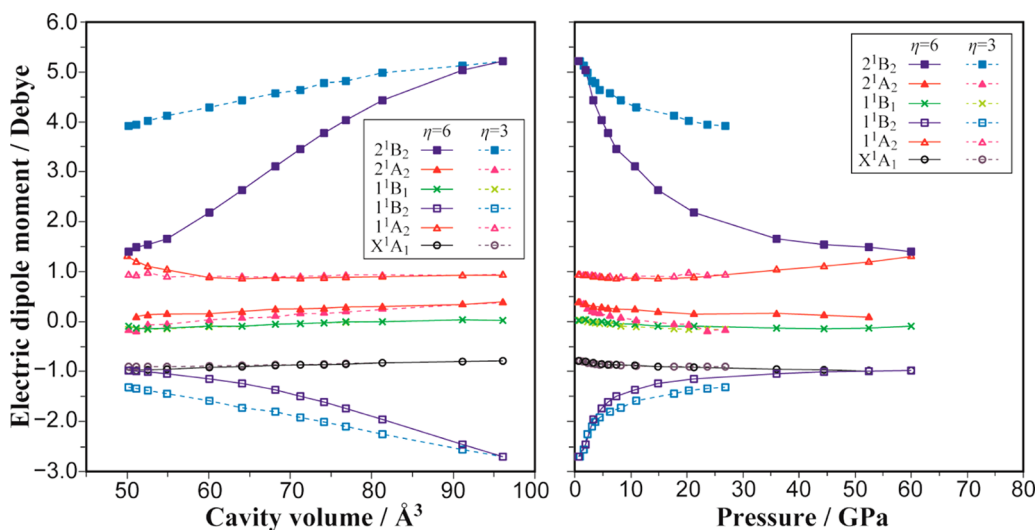 Electric dipole moment / Debye
6.0
5.0
4.0
3.0
2.0
1.0
0.0
−1.0
−2.0
−3.0
η=6 η=3
2¹B₂
2¹A₂
1¹B₁
1¹B₂
1¹A₂
X¹A₁
50 60 70 80 90 100
Cavity volume / Å³
η=6 η=3
2¹B₂
2¹A₂
1¹B₁
1¹B₂
1¹A₂
X¹A₁
0 10 20 30 40 50 60 70 80
Pressure / GPa